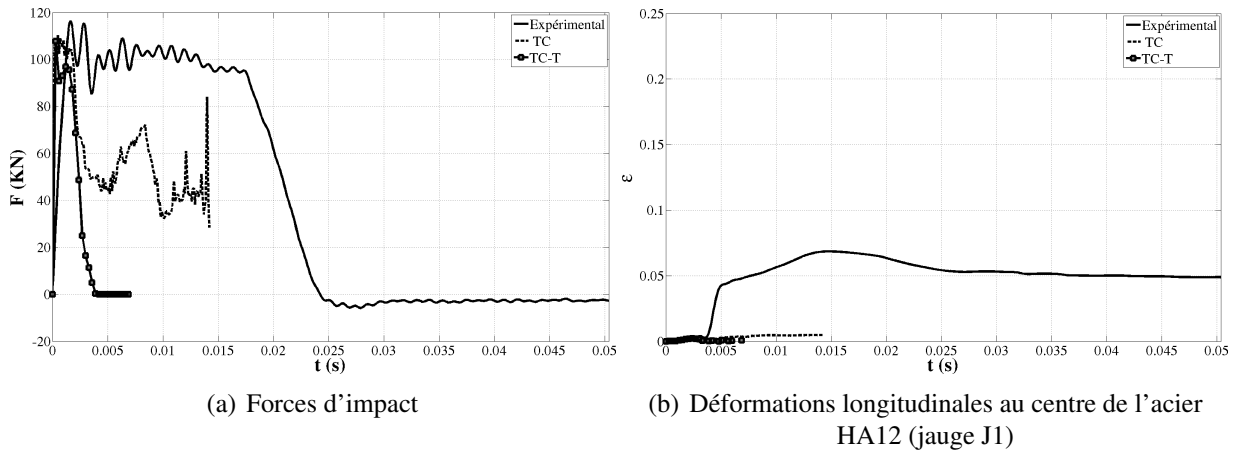 120
100
80
60
40
20
0
-20
F (KN)
0
0.005
0.01
0.015
0.02
0.025
0.03
0.035
0.04
0.045
0.05
t (s)
Expérimental
TC
TC-T
(a) Forces d'impact
0.25
0.2
0.15
0.1
0.05
0
ε
0
0.005
0.01
0.015
0.02
0.025
0.03
0.035
0.04
0.045
0.05
t (s)
Expérimental
TC
TC-T
(b) Déformations longitudinales au centre de l'acier
HA12 (jauge J1)